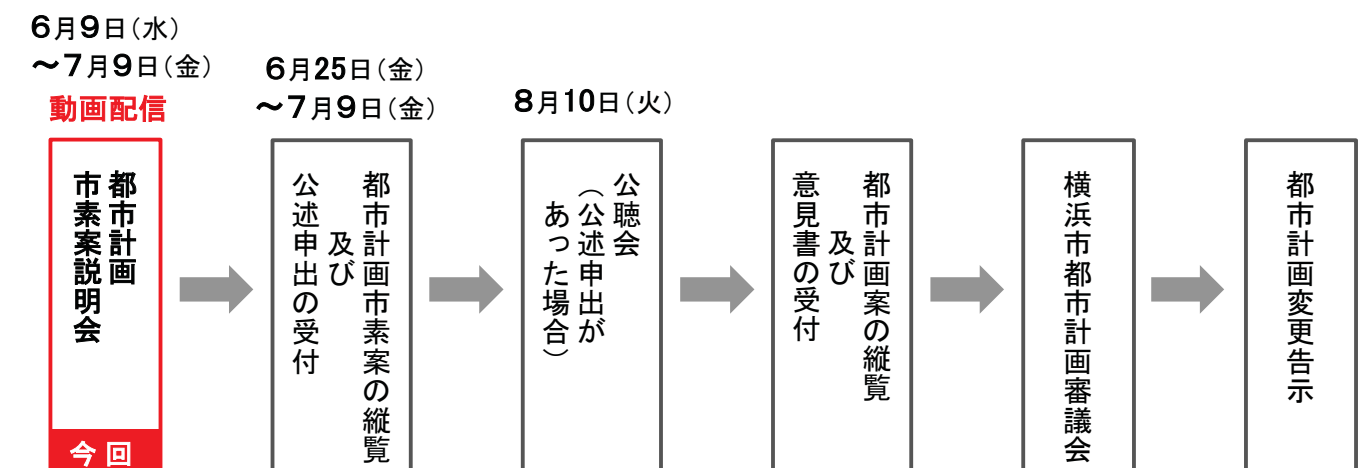 6月9日（水）
～7月9日（金）
動画配信
都市計画
市素案説明会
今回
6月25日（金）
～7月9日（金）
都市計画市素案の縦覧
及び
公述申出の受付
8月10日（火）
公聴会
（公述申出が
あった場合）
都市計画案の縦覧
及び
意見書の受付
横浜市都市計画審議会
都市計画変更告示